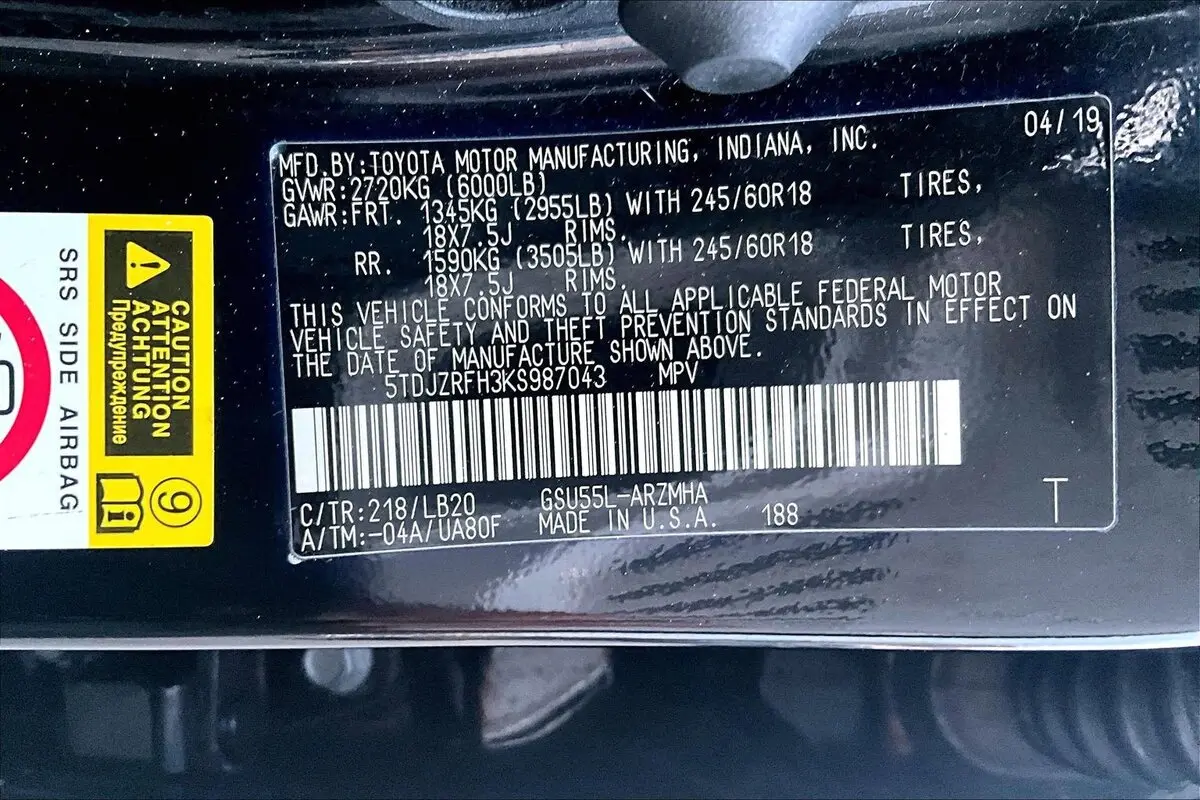 04/19
MFD.BY:TOYOTA MOTOR MANUFACTURING, INDIANA, INC.
GVWR:2720KG (6000LB)
GAWR:FRT. 1345KG (2955LB) WITH 245/60R18 TIRES,
18X7.5J RIMS.
RR. 1590KG (3505LB) WITH 245/60R18 TIRES,
18X7.5J RIMS.
THIS VEHICLE CONFORMS TO ALL APPLICABLE FEDERAL MOTOR
VEHICLE SAFETY AND THEFT PREVENTION STANDARDS IN EFFECT ON
THE DATE OF MANUFACTURE SHOWN ABOVE.
5TDJZRFH3KS987043 MPV
C/TR:218/LB20 GSU55L-ARZMHA
A/TM:-04A/UA80F MADE IN U.S.A. 188 T
CAUTION
ATTENTION
ACHTUNG
Предупреждение
9
SRS SIDE AIRBAG